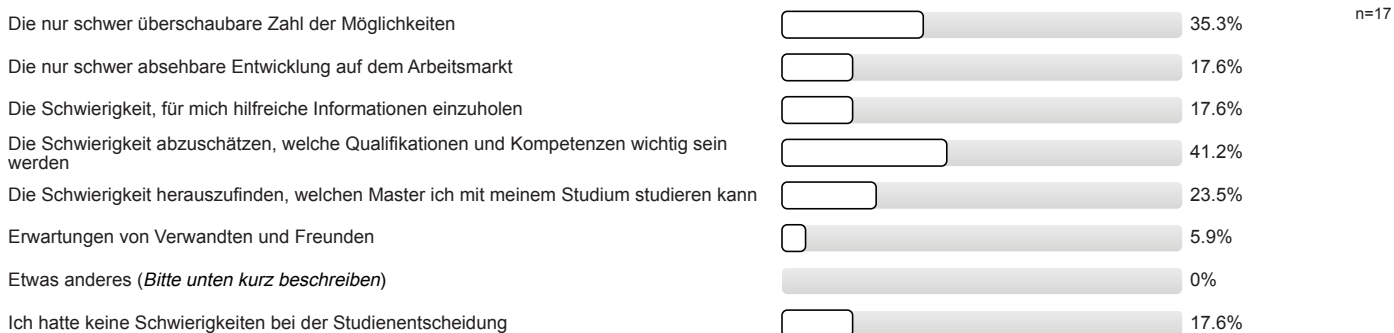 Die nur schwer überschaubare Zahl der Möglichkeiten 35.3% n=17
Die nur schwer absehbare Entwicklung auf dem Arbeitsmarkt 17.6%
Die Schwierigkeit, für mich hilfreiche Informationen einzuholen 17.6%
Die Schwierigkeit abzuschätzen, welche Qualifikationen und Kompetenzen wichtig sein
werden 41.2%
Die Schwierigkeit herauszufinden, welchen Master ich mit meinem Studium studieren kann 23.5%
Erwartungen von Verwandten und Freunden 5.9%
Etwas anderes (Bitte unten kurz beschreiben) 0%
Ich hatte keine Schwierigkeiten bei der Studienentscheidung 17.6%